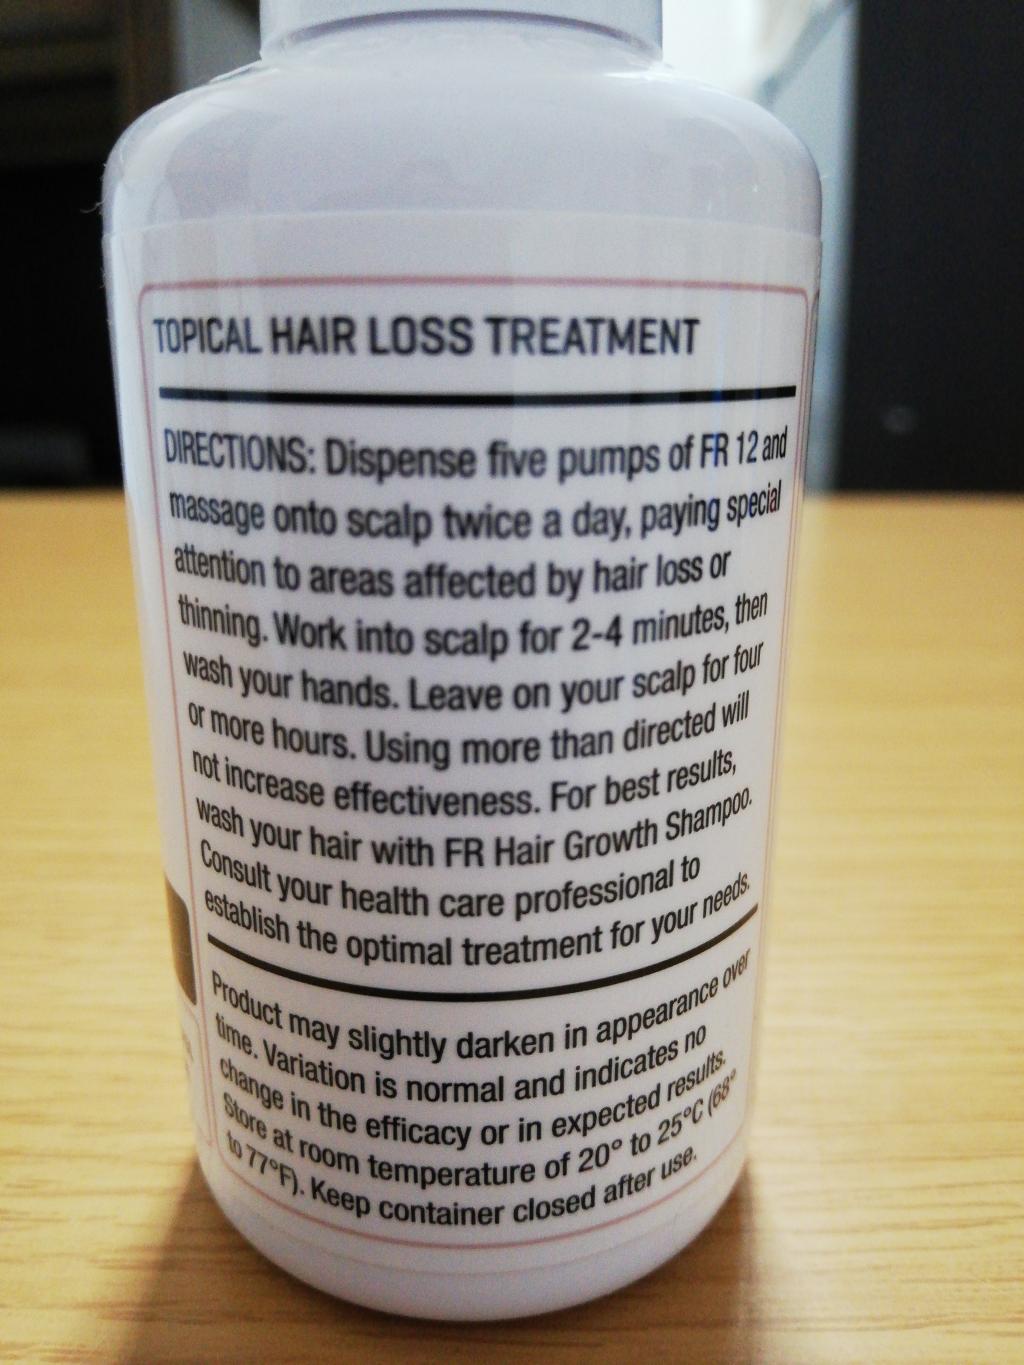 TOPICAL HAIR LOSS TREATMENT
DIRECTIONS: Dispense five pumps of FR 12 and
massage onto scalp twice a day, paying special
attention to areas affected by hair loss or
thinning. Work into scalp for 2-4 minutes, then
wash your hands. Leave on your scalp for four
or more hours. Using more than directed will
not increase effectiveness. For best results,
wash your hair with FR Hair Growth Shampoo.
Consult your health care professional to
establish the optimal treatment for your needs.
Product may slightly darken in appearance over
time. Variation is normal and indicates no
change in the efficacy or in expected results.
Store at room temperature of 20° to 25°C (68°
to 77°F). Keep container closed after use.